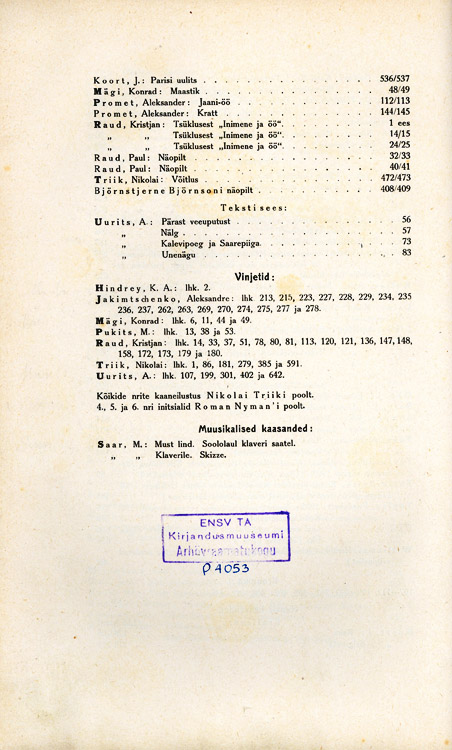 Koort, J.: Parisi uulits . . . . . . . . . . . . . . . . 536/537
Mägi, Konrad: Maastik . . . . . . . . . . . . . . . . 48/49
Promet, Aleksander: Jaani-öö . . . . . . . . . . . . . 112/113
Promet, Aleksander: Kratt . . . . . . . . . . . . . . 144/145
Raud, Kristjan: Tsüklusest „Inimene ja öö“ . . . . . . . . 1 ees
„ „ Tsüklusest „Inimene ja öö“ . . . . . . . . 14/15
„ „ Tsüklusest „Inimene ja öö“ . . . . . . . . 24/25
Raud, Paul: Näopilt . . . . . . . . . . . . . . . . . 32/33
Raud, Paul: Näopilt . . . . . . . . . . . . . . . . . 40/41
Triik, Nikolai: Võitlus . . . . . . . . . . . . . . . . 472/473
Björnstjerne Björnsoni näopilt . . . . . . . . . . . . 408/409
Tekstisees:
Uurits, A.: Pärast veeuputust . . . . . . . . . . . . . 56
„ Nälg . . . . . . . . . . . . . . . . . . 57
„ Kalevipoeg ja Saarepiiga . . . . . . . . . . . 73
„ Unenägu . . . . . . . . . . . . . . . . 83
Vinjetid:
Hindrey, K. A.: lhk. 2.
Jakimtschenko, Aleksandre: lhk. 213, 215, 223, 227, 228, 229, 234, 235
236, 237, 262, 263, 269, 270, 274, 275, 277 ja 278.
Mägi, Konrad: lhk. 6, 11, 44 ja 49.
Pukits, M.: lhk. 13, 38 ja 53.
Raud, Kristjan: lhk. 14, 33, 37, 51, 78, 80, 81, 113, 120, 121, 136, 147, 148,
158, 172, 173, 179 ja 180.
Triik, Nikolai: lhk. 1, 86, 181, 279, 385 ja 591.
Uurits, A.: lhk. 107, 199, 301, 402 ja 642.
Kõikide nrite kaaneilustus Nikolai Triiki poolt.
4., 5. ja 6. nri initsialid Roman Nyman'i poolt.
Muusikalised kaasanded:
Saar, M.: Must lind. Soololaul klaveri saatel.
„ „ Klaverile. Skizze.
ENSV TA
Kirjandusmuuseumi
Arhiivraamatukogu
P 4053